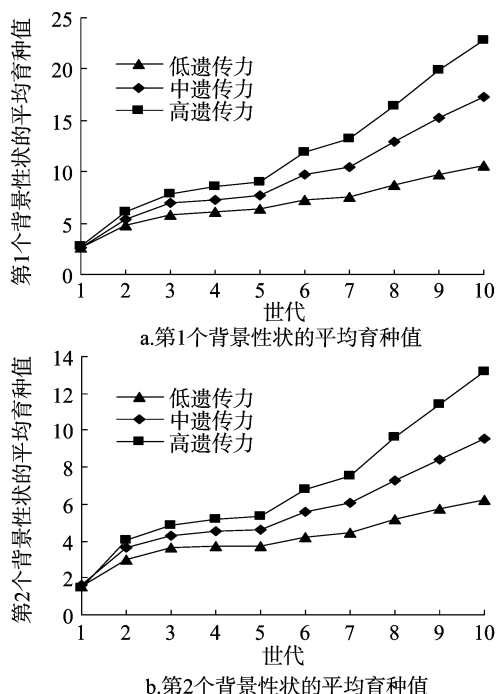 第1个背景性状的平均育种值
25
20
15
10
5
0
低遗传力
中遗传力
高遗传力
1 2 3 4 5 6 7 8 9 10
世代
a.第1个背景性状的平均育种值
第2个背景性状的平均育种值
14
12
10
8
6
4
2
0
低遗传力
中遗传力
高遗传力
1 2 3 4 5 6 7 8 9 10
世代
b.第2个背景性状的平均育种值